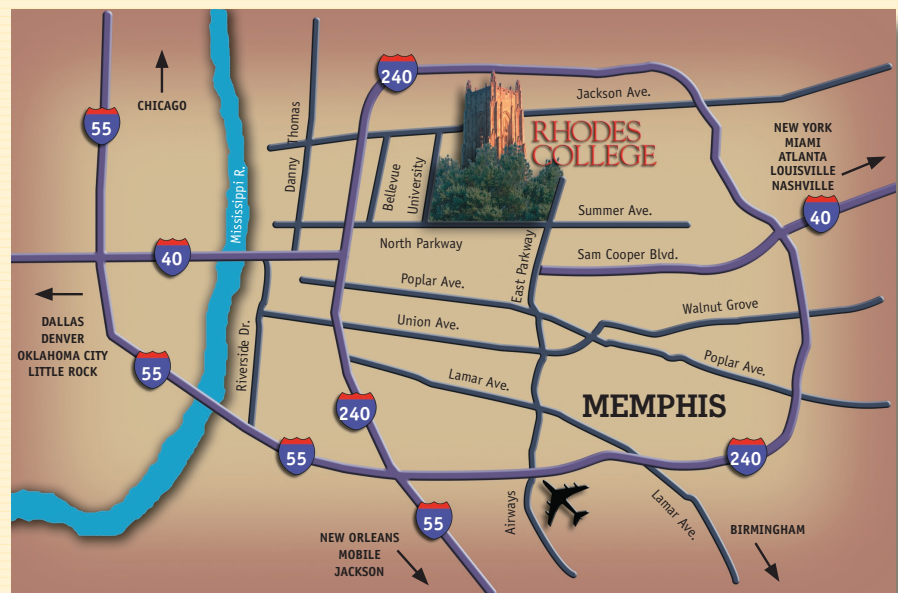 240
Jackson Ave.
CHICAGO
55
Danny Thomas
NEW YORK
MIAMI
ATLANTA
LOUISVILLE
NASHVILLE
RHODES
COLLEGE
Bellevue
University
Mississippi R.
Summer Ave.
40
North Parkway
East Parkway
Sam Cooper Blvd.
40
Poplar Ave.
Walnut Grove
DALLAS
DENVER
OKLAHOMA CITY
LITTLE ROCK
Union Ave.
Riverside Dr.
55
Poplar Ave.
Lamar Ave.
MEMPHIS
240
55
240
Airways
Lamar Ave.
55
NEW ORLEANS
MOBILE
JACKSON
BIRMINGHAM